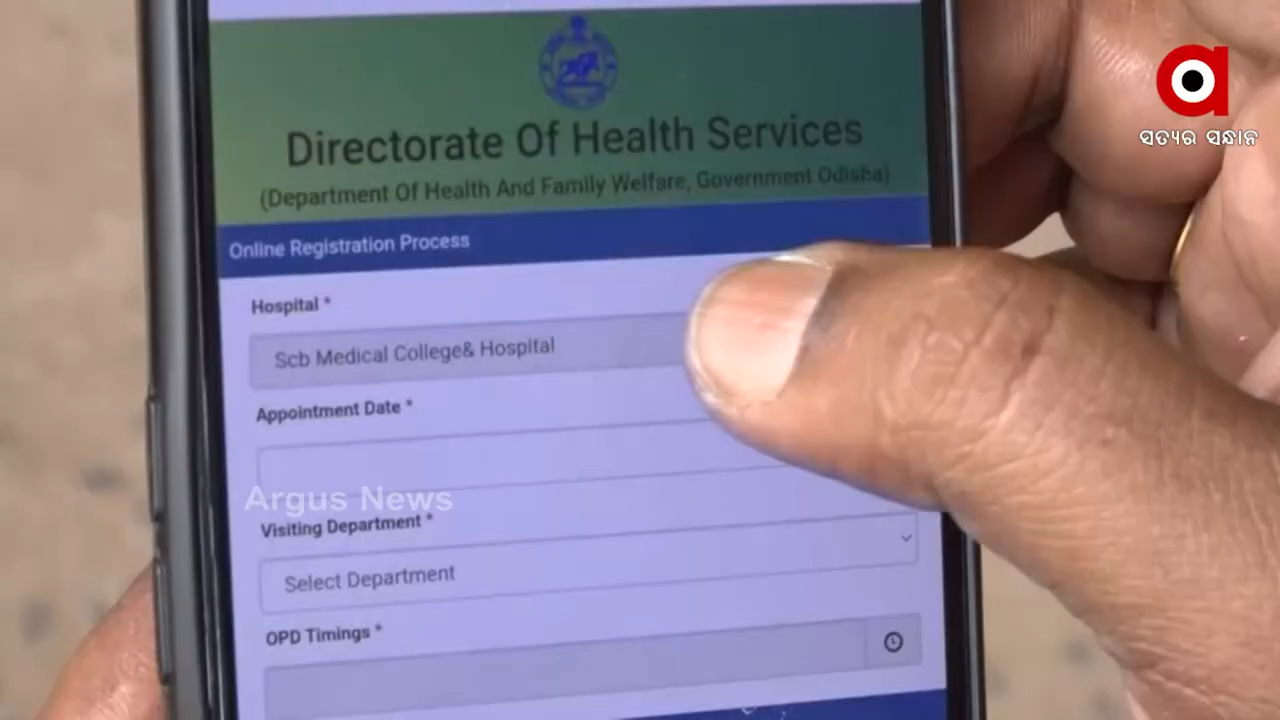 Directorate Of Health Services
(Department Of Health And Family Welfare, Government Odisha)
Online Registration Process
Hospital *
Scb Medical College& Hospital
Appointment Date *
Visiting Department *
Select Department
OPD Timings *
Argus News
a
ସତ୍ୟର ସନ୍ଧାନ